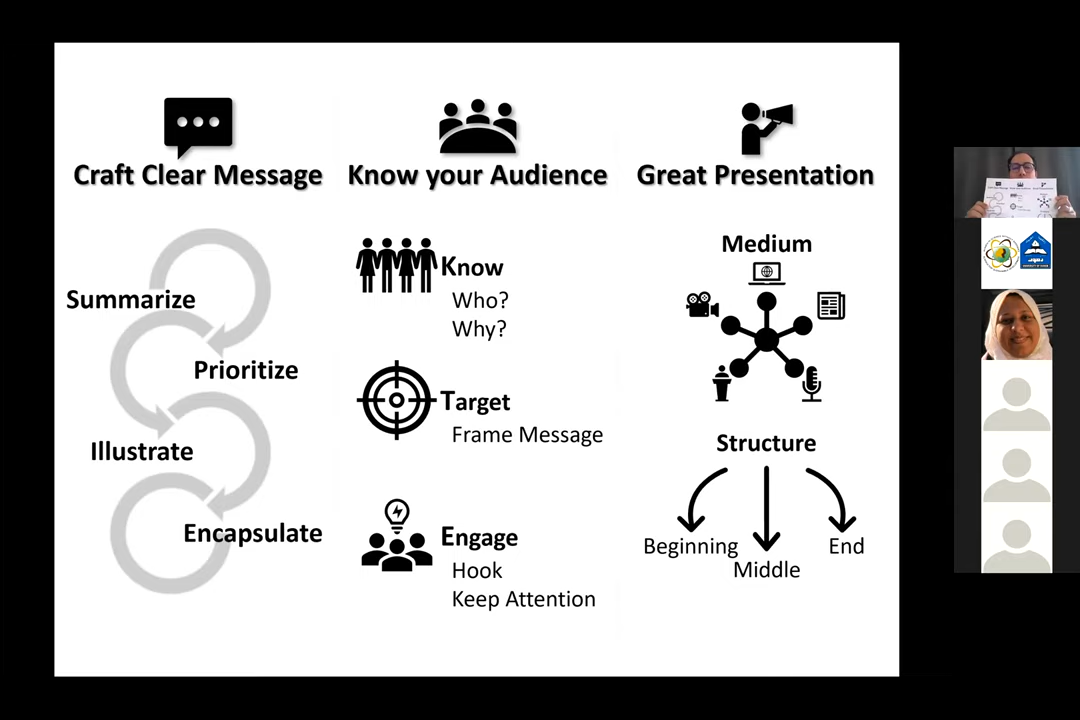 Craft Clear Message
Know your Audience
Great Presentation
Summarize
Prioritize
Illustrate
Encapsulate
Know
Who?
Why?
Target
Frame Message
Engage
Hook
Keep Attention
Medium
Structure
Beginning
Middle
End